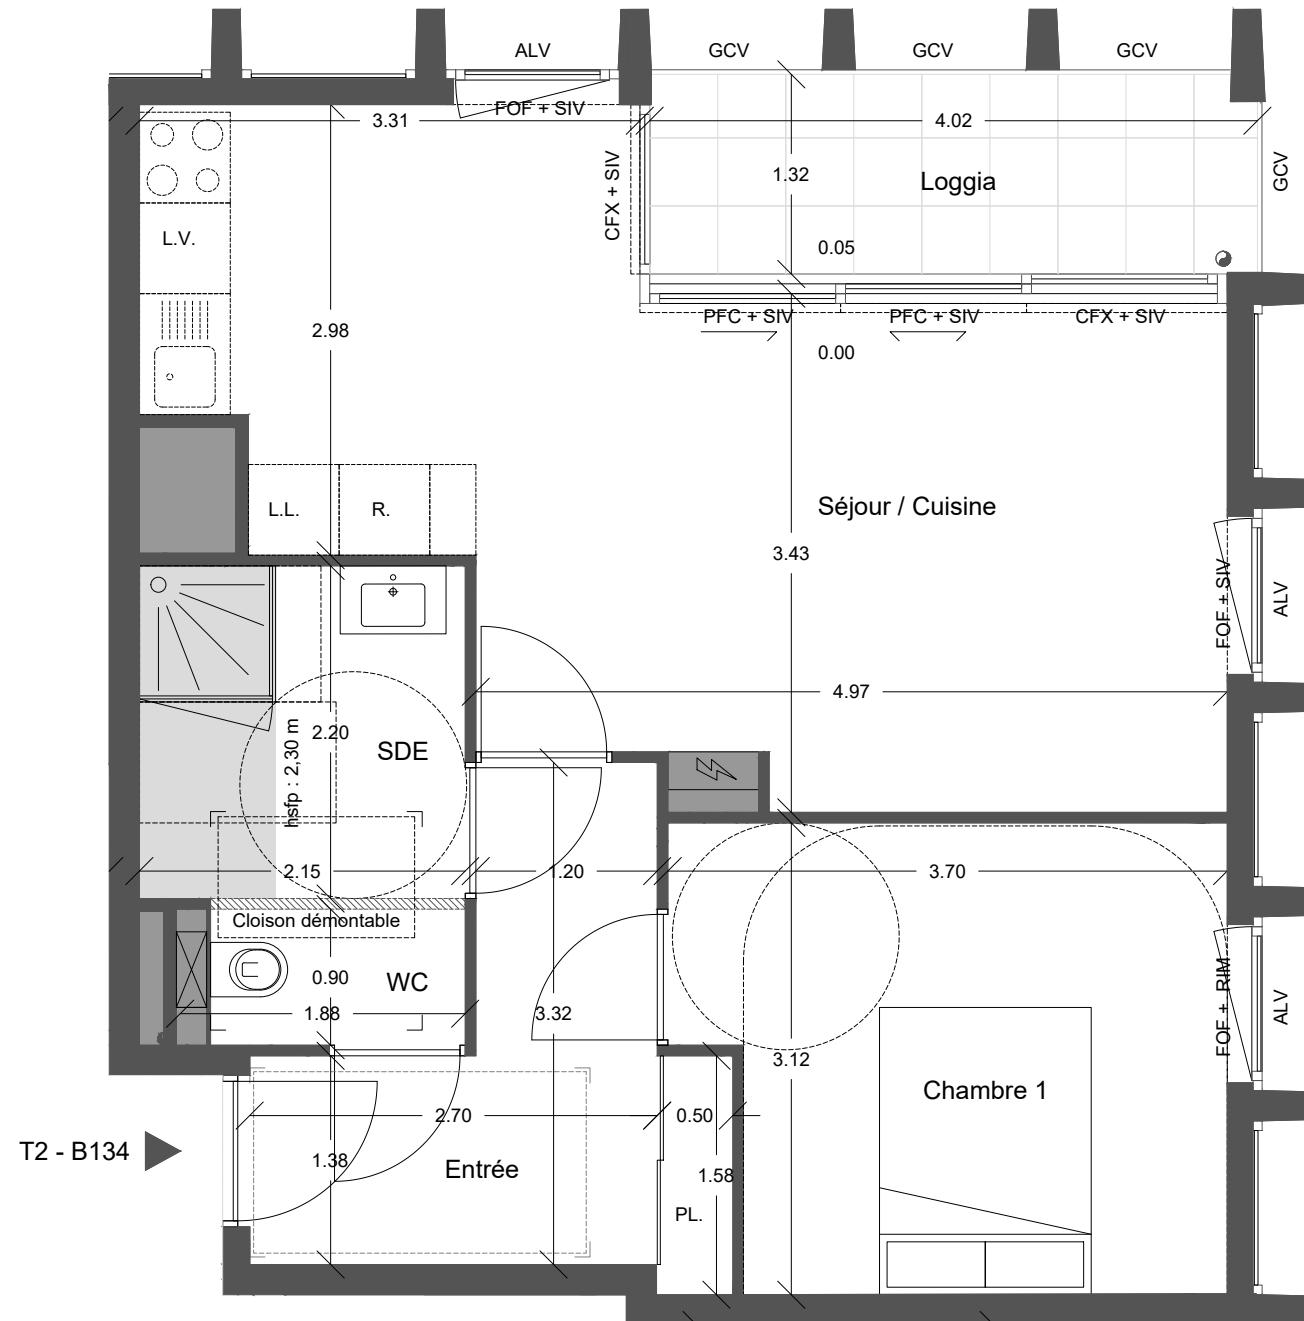 ALV
GCV
GCV
GCV
FOF + SIV
3.31
4.02
CFX + SIV
1.32
Loggia
GCV
L.V.
0.05
2.98
PFC + SIV
PFC + SIV
CFX + SIV
0.00
L.L.
R.
Séjour / Cuisine
3.43
FOF + SIV
ALV
4.97
2.20
SDE
hsfp : 2,30 m
2.15
1.20
3.70
Cloison démontable
0.90
WC
1.88
3.32
FOF + RIM
ALV
3.12
Chambre 1
2.70
0.50
T2 - B134
1.38
Entrée
1.58
PL.